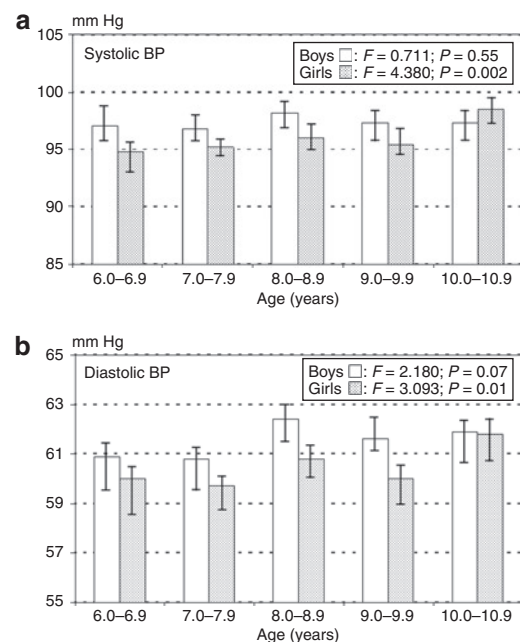 a
mm Hg
105
Systolic BP
Boys : F = 0.711; P = 0.55
Girls : F = 4.380; P = 0.002
100
95
90
85
6.0–6.9 7.0–7.9 8.0–8.9 9.0–9.9 10.0–10.9
Age (years)
b
mm Hg
65
Diastolic BP
Boys : F = 2.180; P = 0.07
Girls : F = 3.093; P = 0.01
63
61
59
57
55
6.0–6.9 7.0–7.9 8.0–8.9 9.0–9.9 10.0–10.9
Age (years)